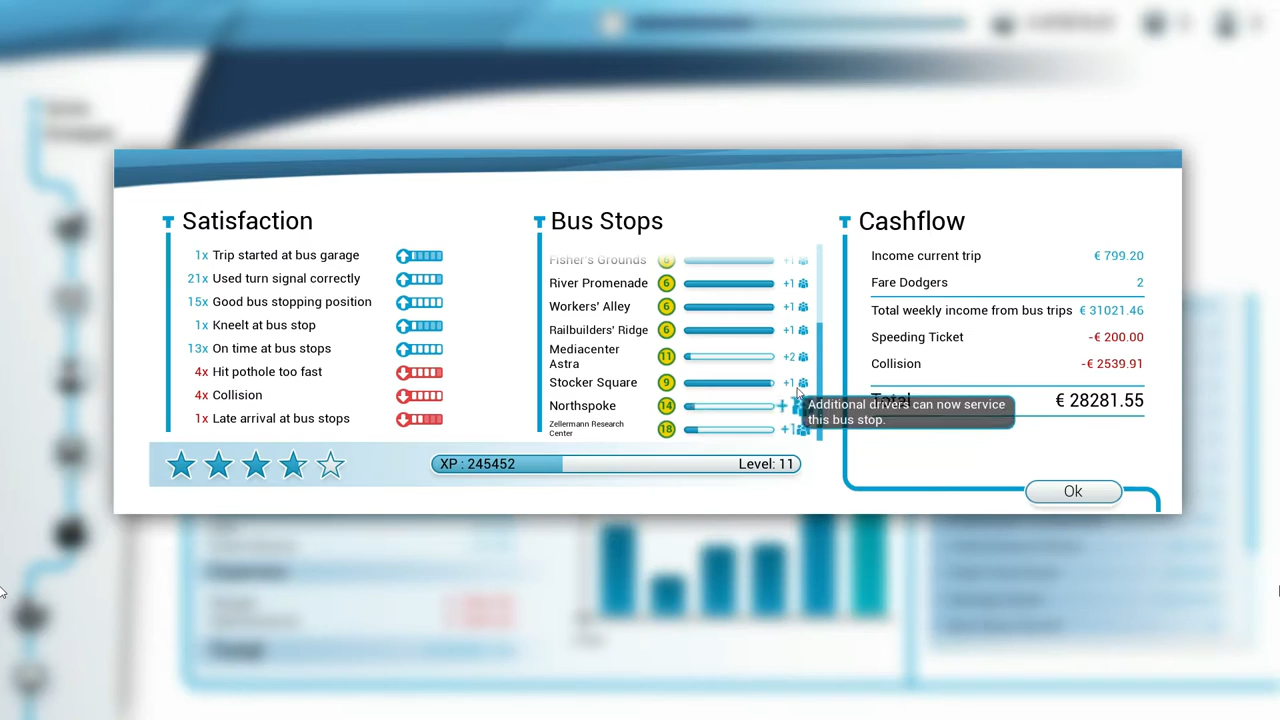 Satisfaction
1x Trip started at bus garage
21x Used turn signal correctly
15x Good bus stopping position
1x Kneelt at bus stop
13x On time at bus stops
4x Hit pothole too fast
4x Collision
1x Late arrival at bus stops
XP : 245452 Level: 11
Bus Stops
Fisher's Grounds 6 +1
River Promenade 6 +1
Workers' Alley 6 +1
Railbuilders' Ridge 6 +1
Mediacenter
Astra 11 +2
Stocker Square 9 +1
Northspoke 14 +
Zellermann Research
Center 18 +1
Additional drivers can now service
this bus stop.
Cashflow
Income current trip € 799.20
Fare Dodgers 2
Total weekly income from bus trips € 31021.46
Speeding Ticket -€ 200.00
Collision -€ 2539.91
Total € 28281.55
Ok